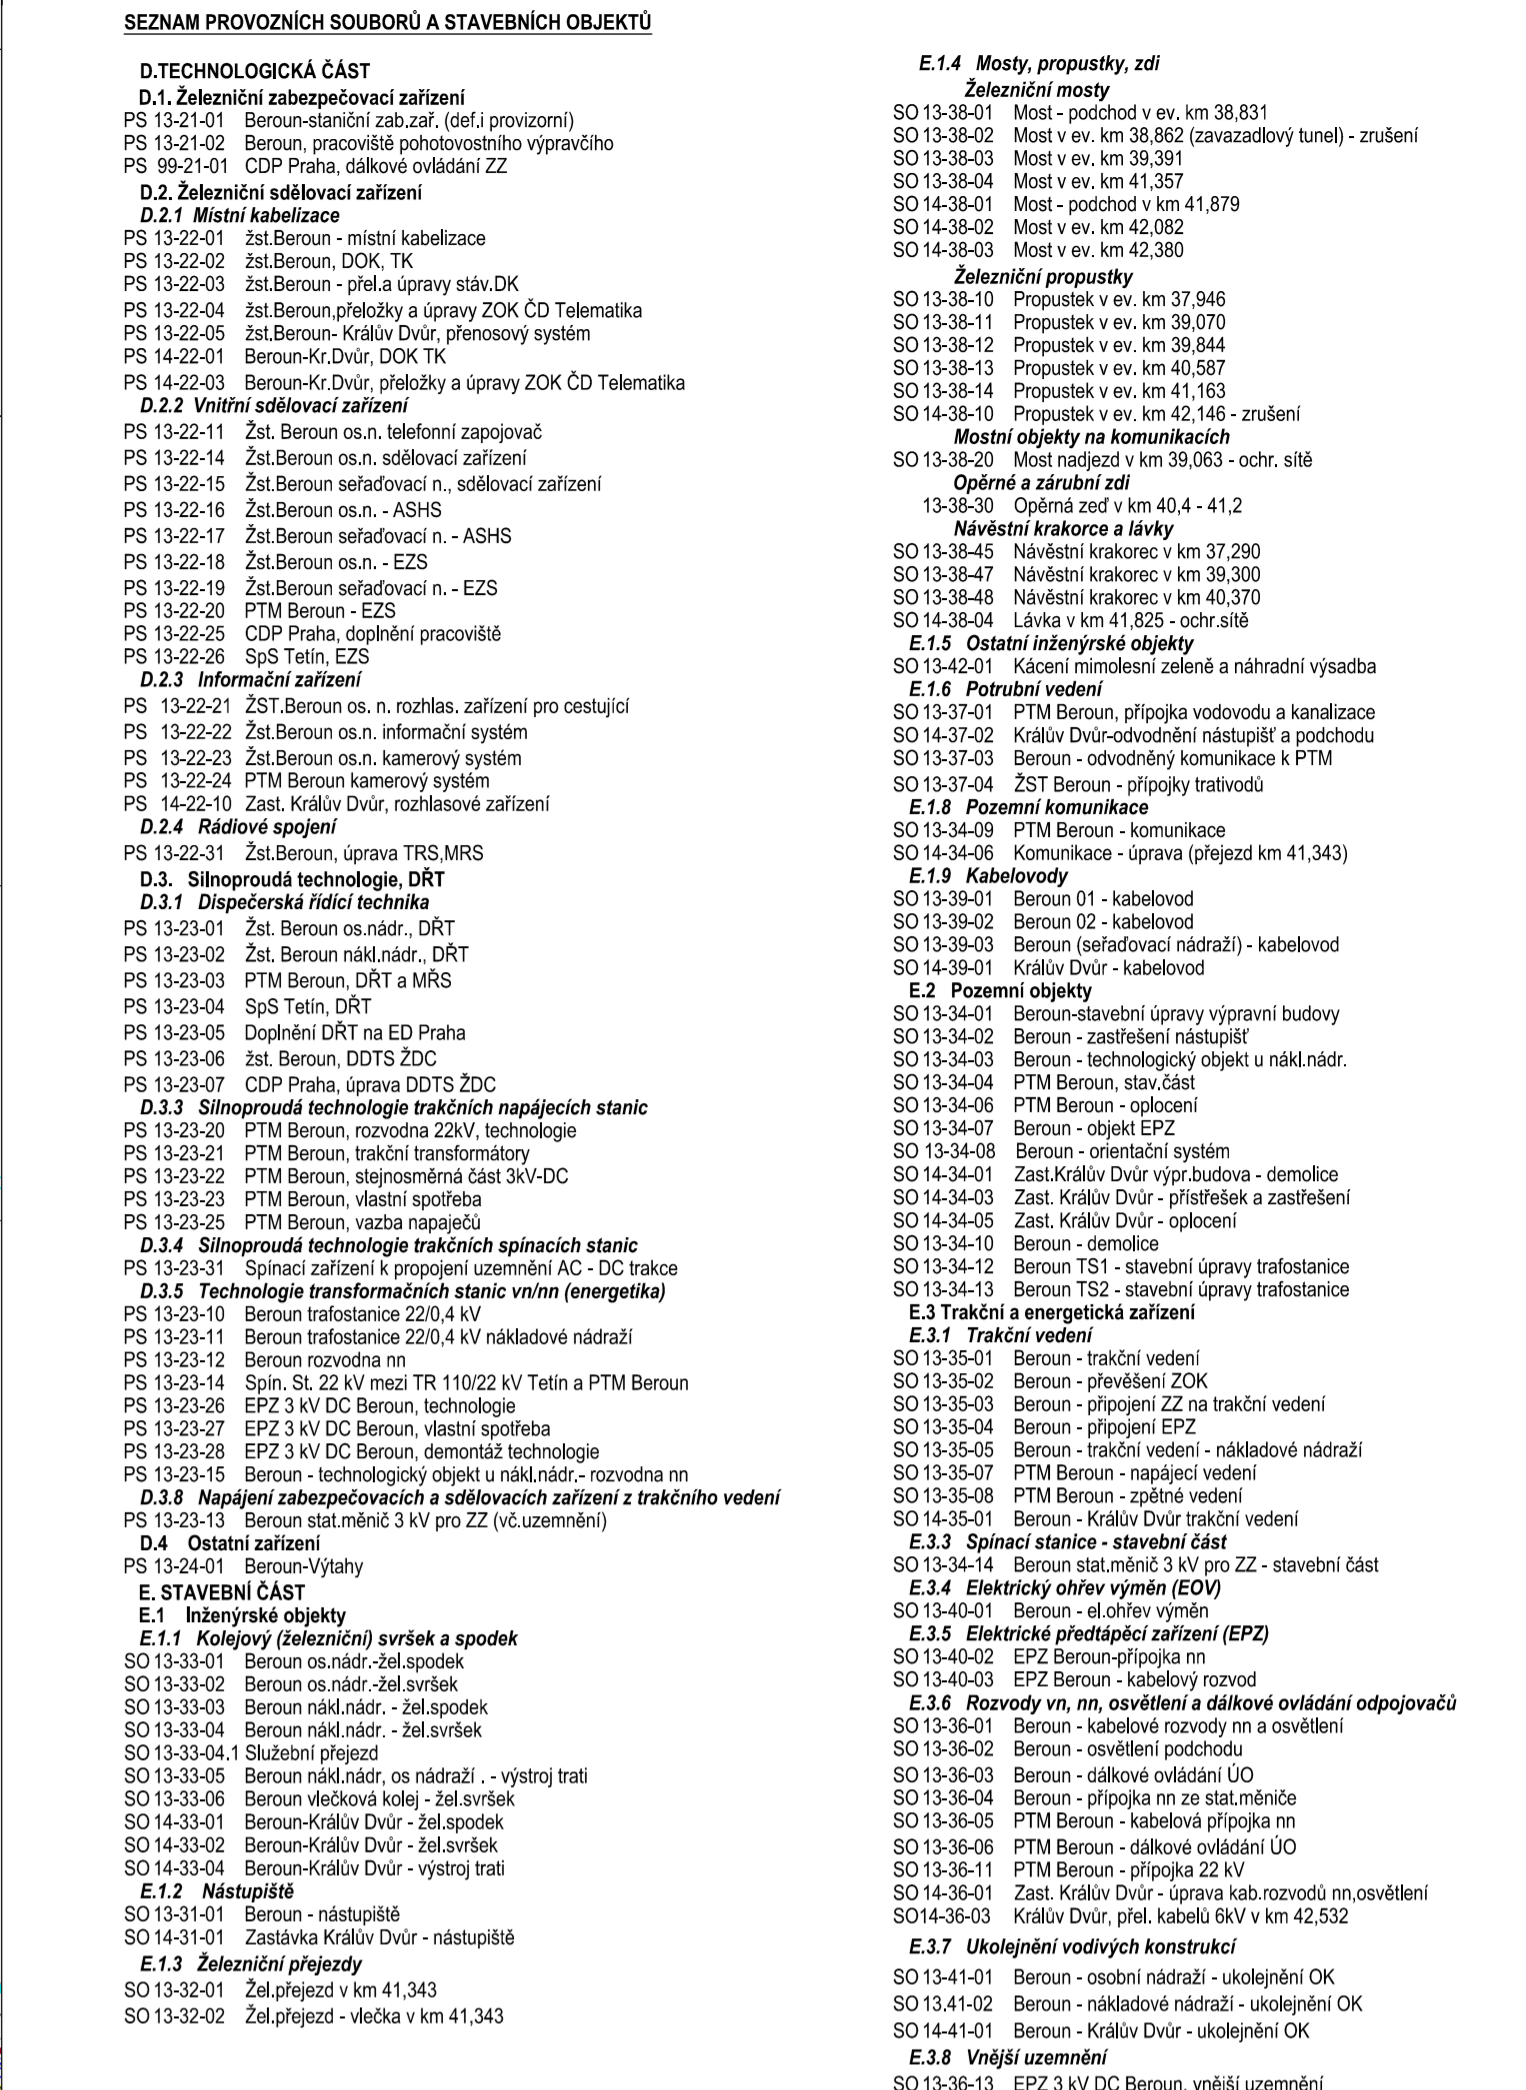 SEZNAM PROVOZNÍCH SOUBORŮ A STAVEBNÍCH OBJEKTŮ
D.TECHNOLOGICKÁ ČÁST
D.1. Železniční zabezpečovací zařízení
PS 13-21-01 Beroun-staniční zab.zař. (def.i provizorní)
PS 13-21-02 Beroun, pracoviště pohotovostního výpravčího
PS 99-21-01 CDP Praha, dálkové ovládání ZZ
D.2. Železniční sdělovací zařízení
D.2.1 Místní kabelizace
PS 13-22-01 žst.Beroun - místní kabelizace
PS 13-22-02 žst.Beroun, DOK, TK
PS 13-22-03 žst.Beroun - přel.a úpravy stáv.DK
PS 13-22-04 žst.Beroun,přeložky a úpravy ZOK ČD Telematika
PS 13-22-05 žst.Beroun- Králův Dvůr, přenosový systém
PS 14-22-01 Beroun-Kr.Dvůr, DOK TK
PS 14-22-03 Beroun-Kr.Dvůr, přeložky a úpravy ZOK ČD Telematika
D.2.2 Vnitřní sdělovací zařízení
PS 13-22-11 Žst. Beroun os.n. telefonní zapojovač
PS 13-22-14 Žst.Beroun os.n. sdělovací zařízení
PS 13-22-15 Žst.Beroun seřaďovací n., sdělovací zařízení
PS 13-22-16 Žst.Beroun os.n. - ASHS
PS 13-22-17 Žst.Beroun seřaďovací n. - ASHS
PS 13-22-18 Žst.Beroun os.n. - EZS
PS 13-22-19 Žst.Beroun seřaďovací n. - EZS
PS 13-22-20 PTM Beroun - EZS
PS 13-22-25 CDP Praha, doplnění pracoviště
PS 13-22-26 SpS Tetín, EZS
D.2.3 Informační zařízení
PS 13-22-21 ŽST.Beroun os. n. rozhlas. zařízení pro cestující
PS 13-22-22 Žst.Beroun os.n. informační systém
PS 13-22-23 Žst.Beroun os.n. kamerový systém
PS 13-22-24 PTM Beroun kamerový systém
PS 14-22-10 Zast. Králův Dvůr, rozhlasové zařízení
D.2.4 Rádiové spojení
PS 13-22-31 Žst.Beroun, úprava TRS,MRS
D.3. Silnoproudá technologie, DŘT
D.3.1 Dispečerská řídící technika
PS 13-23-01 Žst. Beroun os.nádr., DŘT
PS 13-23-02 Žst. Beroun nákl.nádr., DŘT
PS 13-23-03 PTM Beroun, DŘT a MŘS
PS 13-23-04 SpS Tetín, DŘT
PS 13-23-05 Doplnění DŘT na ED Praha
PS 13-23-06 žst. Beroun, DDTS ŽDC
PS 13-23-07 CDP Praha, úprava DDTS ŽDC
D.3.3 Silnoproudá technologie trakčních napájecích stanic
PS 13-23-20 PTM Beroun, rozvodna 22kV, technologie
PS 13-23-21 PTM Beroun, trakční transformátory
PS 13-23-22 PTM Beroun, stejnosměrná část 3kV-DC
PS 13-23-23 PTM Beroun, vlastní spotřeba
PS 13-23-25 PTM Beroun, vazba napaječů
D.3.4 Silnoproudá technologie trakčních spínacích stanic
PS 13-23-31 Spínací zařízení k propojení uzemnění AC - DC trakce
D.3.5 Technologie transformačních stanic vn/nn (energetika)
PS 13-23-10 Beroun trafostanice 22/0,4 kV
PS 13-23-11 Beroun trafostanice 22/0,4 kV nákladové nádraží
PS 13-23-12 Beroun rozvodna nn
PS 13-23-14 Spín. St. 22 kV mezi TR 110/22 kV Tetín a PTM Beroun
PS 13-23-26 EPZ 3 kV DC Beroun, technologie
PS 13-23-27 EPZ 3 kV DC Beroun, vlastní spotřeba
PS 13-23-28 EPZ 3 kV DC Beroun, demontáž technologie
PS 13-23-15 Beroun - technologický objekt u nákl.nádr.- rozvodna nn
D.3.8 Napájení zabezpečovacích a sdělovacích zařízení z trakčního vedení
PS 13-23-13 Beroun stat.měnič 3 kV pro ZZ (vč.uzemnění)
D.4 Ostatní zařízení
PS 13-24-01 Beroun-Výtahy
E. STAVEBNÍ ČÁST
E.1 Inženýrské objekty
E.1.1 Kolejový (železniční) svršek a spodek
SO 13-33-01 Beroun os.nádr.-žel.spodek
SO 13-33-02 Beroun os.nádr.-žel.svršek
SO 13-33-03 Beroun nákl.nádr. - žel.spodek
SO 13-33-04 Beroun nákl.nádr. - žel.svršek
SO 13-33-04.1 Služební přejezd
SO 13-33-05 Beroun nákl.nádr, os nádraží . - výstroj trati
SO 13-33-06 Beroun vlečková kolej - žel.svršek
SO 14-33-01 Beroun-Králův Dvůr - žel.spodek
SO 14-33-02 Beroun-Králův Dvůr - žel.svršek
SO 14-33-04 Beroun-Králův Dvůr - výstroj trati
E.1.2 Nástupiště
SO 13-31-01 Beroun - nástupiště
SO 14-31-01 Zastávka Králův Dvůr - nástupiště
E.1.3 Železniční přejezdy
SO 13-32-01 Žel.přejezd v km 41,343
SO 13-32-02 Žel.přejezd - vlečka v km 41,343
E.1.4 Mosty, propustky, zdi
Železniční mosty
SO 13-38-01 Most - podchod v ev. km 38,831
SO 13-38-02 Most v ev. km 38,862 (zavazadlový tunel) - zrušení
SO 13-38-03 Most v ev. km 39,391
SO 13-38-04 Most v ev. km 41,357
SO 14-38-01 Most - podchod v km 41,879
SO 14-38-02 Most v ev. km 42,082
SO 14-38-03 Most v ev. km 42,380
Železniční propustky
SO 13-38-10 Propustek v ev. km 37,946
SO 13-38-11 Propustek v ev. km 39,070
SO 13-38-12 Propustek v ev. km 39,844
SO 13-38-13 Propustek v ev. km 40,587
SO 13-38-14 Propustek v ev. km 41,163
SO 14-38-10 Propustek v ev. km 42,146 - zrušení
Mostní objekty na komunikacích
SO 13-38-20 Most nadjezd v km 39,063 - ochr. sítě
Opěrné a zárubní zdi
13-38-30 Opěrná zeď v km 40,4 - 41,2
Návěstní krakorce a lávky
SO 13-38-45 Návěstní krakorec v km 37,290
SO 13-38-47 Návěstní krakorec v km 39,300
SO 13-38-48 Návěstní krakorec v km 40,370
SO 14-38-04 Lávka v km 41,825 - ochr.sítě
E.1.5 Ostatní inženýrské objekty
SO 13-42-01 Kácení mimolesní zeleně a náhradní výsadba
E.1.6 Potrubní vedení
SO 13-37-01 PTM Beroun, přípojka vodovodu a kanalizace
SO 14-37-02 Králův Dvůr-odvodnění nástupišť a podchodu
SO 13-37-03 Beroun - odvodněný komunikace k PTM
SO 13-37-04 ŽST Beroun - přípojky trativodů
E.1.8 Pozemní komunikace
SO 13-34-09 PTM Beroun - komunikace
SO 14-34-06 Komunikace - úprava (přejezd km 41,343)
E.1.9 Kabelovody
SO 13-39-01 Beroun 01 - kabelovod
SO 13-39-02 Beroun 02 - kabelovod
SO 13-39-03 Beroun (seřaďovací nádraží) - kabelovod
SO 14-39-01 Králův Dvůr - kabelovod
E.2 Pozemní objekty
SO 13-34-01 Beroun-stavební úpravy výpravní budovy
SO 13-34-02 Beroun - zastřešení nástupišť
SO 13-34-03 Beroun - technologický objekt u nákl.nádr.
SO 13-34-04 PTM Beroun, stav.část
SO 13-34-06 PTM Beroun - oplocení
SO 13-34-07 Beroun - objekt EPZ
SO 13-34-08 Beroun - orientační systém
SO 14-34-01 Zast.Králův Dvůr výpr.budova - demolice
SO 14-34-03 Zast. Králův Dvůr - přístřešek a zastřešení
SO 14-34-05 Zast. Králův Dvůr - oplocení
SO 13-34-10 Beroun - demolice
SO 13-34-12 Beroun TS1 - stavební úpravy trafostanice
SO 13-34-13 Beroun TS2 - stavební úpravy trafostanice
E.3 Trakční a energetická zařízení
E.3.1 Trakční vedení
SO 13-35-01 Beroun - trakční vedení
SO 13-35-02 Beroun - převěšení ZOK
SO 13-35-03 Beroun - připojení ZZ na trakční vedení
SO 13-35-04 Beroun - připojení EPZ
SO 13-35-05 Beroun - trakční vedení - nákladové nádraží
SO 13-35-07 PTM Beroun - napájecí vedení
SO 13-35-08 PTM Beroun - zpětné vedení
SO 14-35-01 Beroun - Králův Dvůr trakční vedení
E.3.3 Spínací stanice - stavební část
SO 13-34-14 Beroun stat.měnič 3 kV pro ZZ - stavební část
E.3.4 Elektrický ohřev výměn (EOV)
SO 13-40-01 Beroun - el.ohřev výměn
E.3.5 Elektrické předtápěcí zařízení (EPZ)
SO 13-40-02 EPZ Beroun-přípojka nn
SO 13-40-03 EPZ Beroun - kabelový rozvod
E.3.6 Rozvody vn, nn, osvětlení a dálkové ovládání odpojovačů
SO 13-36-01 Beroun - kabelové rozvody nn a osvětlení
SO 13-36-02 Beroun - osvětlení podchodu
SO 13-36-03 Beroun - dálkové ovládání ÚO
SO 13-36-04 Beroun - přípojka nn ze stat.měniče
SO 13-36-05 PTM Beroun - kabelová přípojka nn
SO 13-36-06 PTM Beroun - dálkové ovládání ÚO
SO 13-36-11 PTM Beroun - přípojka 22 kV
SO 14-36-01 Zast. Králův Dvůr - úprava kab.rozvodů nn,osvětlení
SO14-36-03 Králův Dvůr, přel. kabelů 6kV v km 42,532
E.3.7 Ukolejnění vodivých konstrukcí
SO 13-41-01 Beroun - osobní nádraží - ukolejnění OK
SO 13.41-02 Beroun - nákladové nádraží - ukolejnění OK
SO 14-41-01 Beroun - Králův Dvůr - ukolejnění OK
E.3.8 Vnější uzemnění
SO 13-36-13 EPZ 3 kV DC Beroun, vnější uzemnění